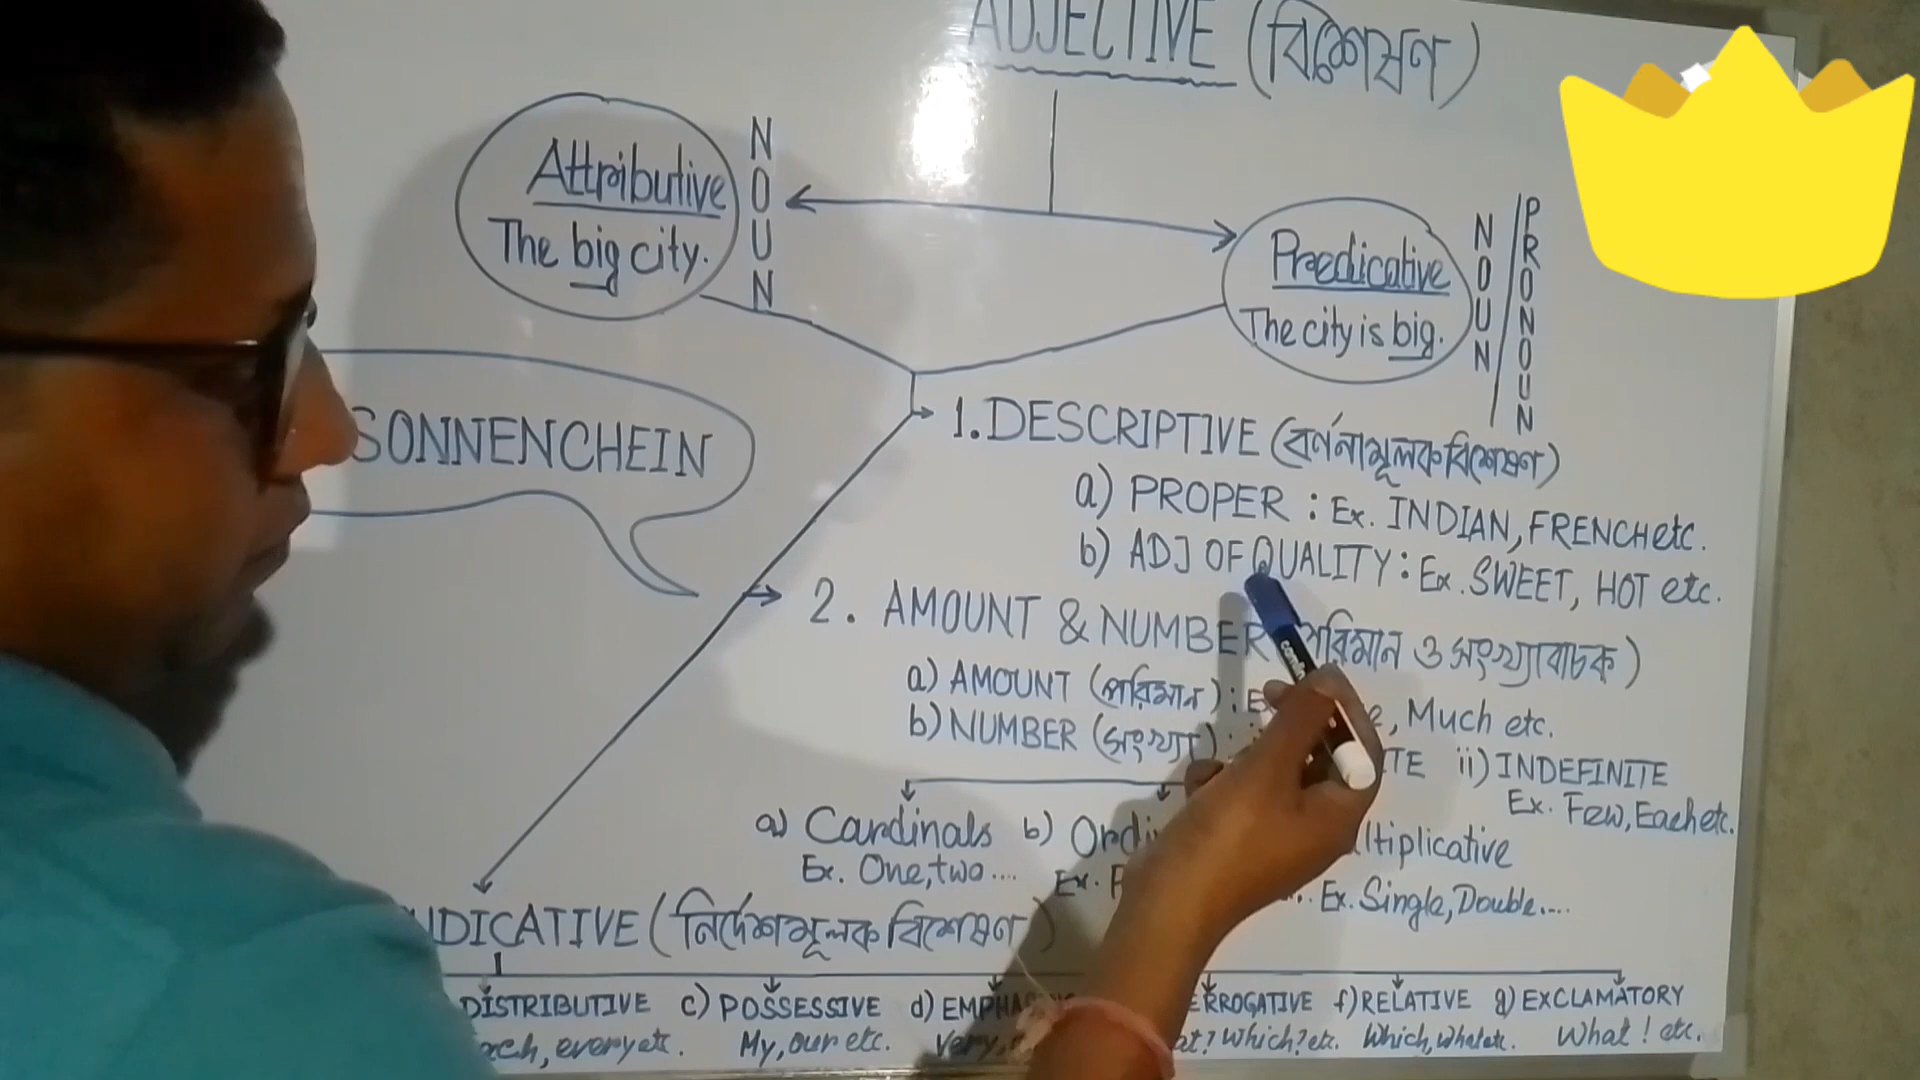 ADJECTIVE (বিশেষণ)
Attributive
The big city.
NOUN
Predicative
The city is big.
NOUN / PRONOUN
SONNENCHEIN
1. DESCRIPTIVE (বর্ণনামূলক বিশেষণ)
a) PROPER : Ex. INDIAN, FRENCH etc.
b) ADJ OF QUALITY : Ex. SWEET, HOT etc.
2. AMOUNT & NUMBER পরিমান ও সংখ্যাবাচক)
a) AMOUNT (পরিমান) : Much etc.
b) NUMBER (সংখ্যা) : ii) INDEFINITE
Ex. Few, Each etc.
a) Cardinals b)
Ex. One, two .... Ex.
Ex. Single, Double....
(নির্দেশমূলক বিশেষণ)
DISTRIBUTIVE c) POSSESSIVE d) f) RELATIVE g) EXCLAMATORY
every etc. My, our etc. Which? etc. Which, what etc. What ! etc.